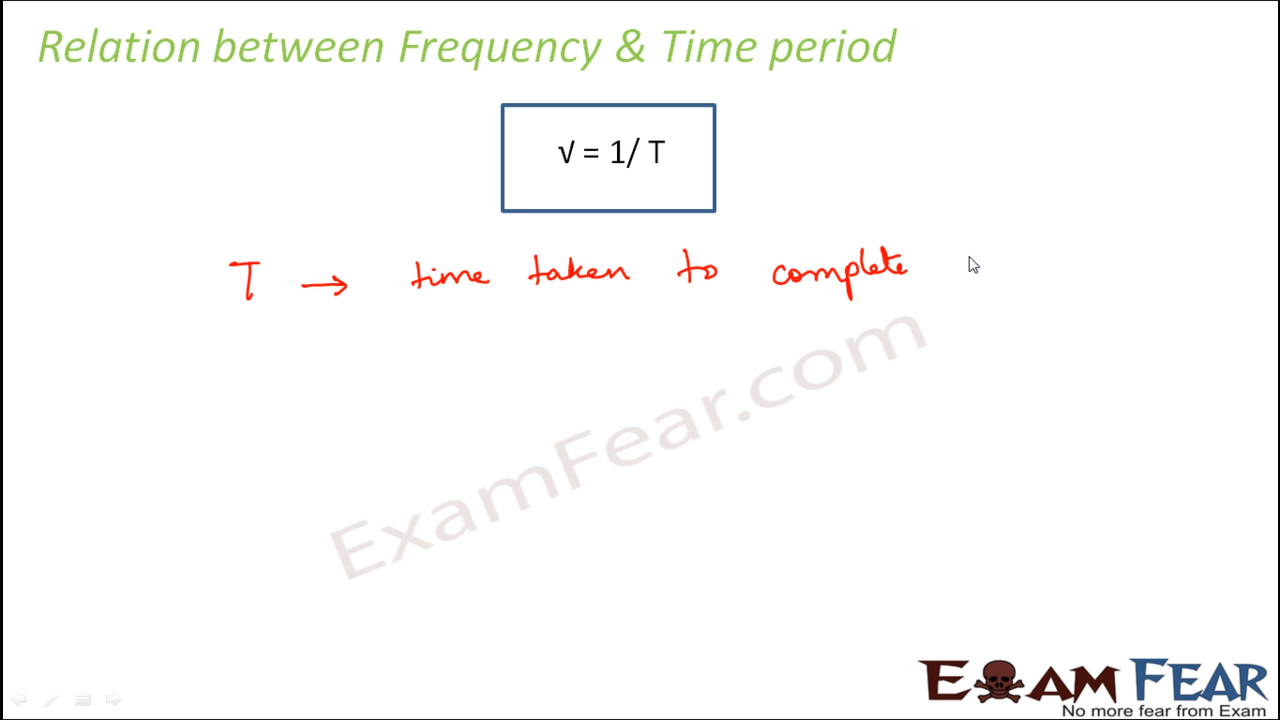 Relation between Frequency & Time period
√ = 1/ T
T → time taken to complete
ExamFear.com
EXAM FEAR
No more fear from Exam